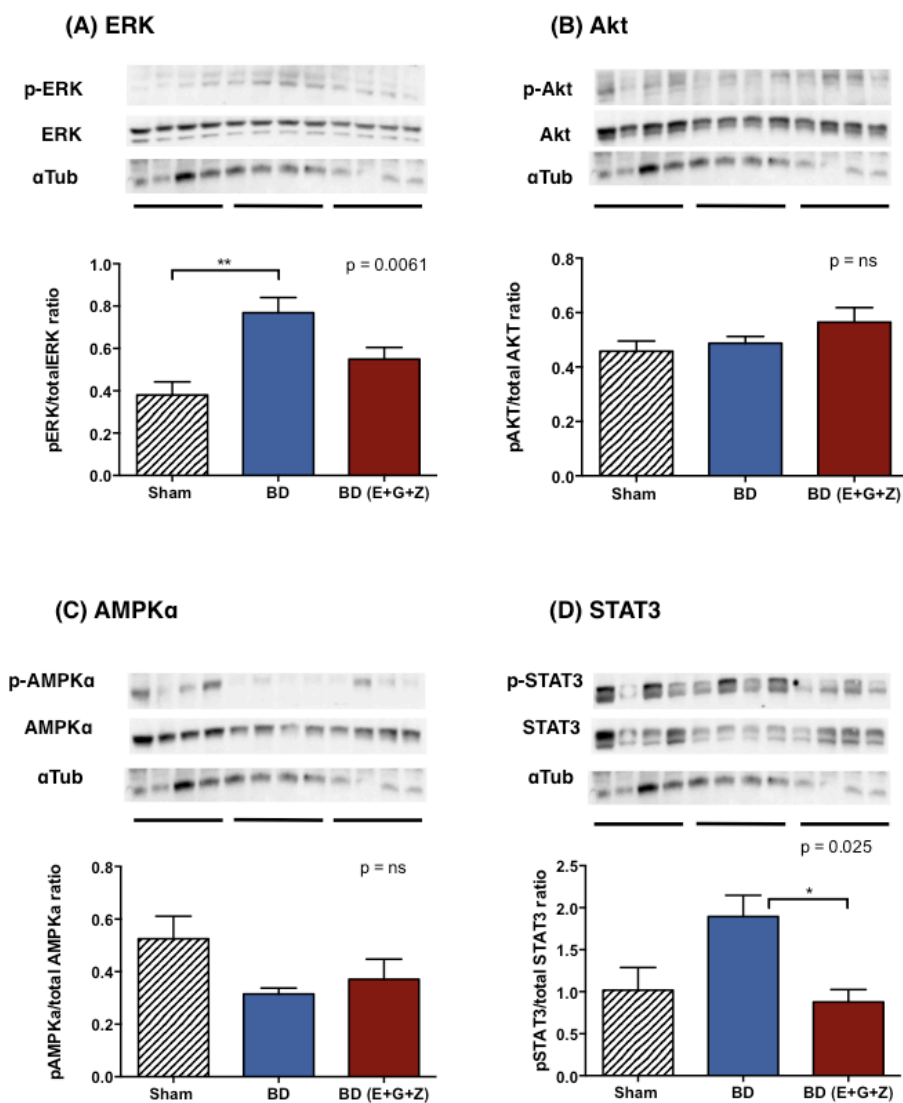 (A) ERK
p-ERK
ERK
αTub
pERK/totalERK ratio
1.0
0.8
0.6
0.4
0.2
0.0
**
p = 0.0061
Sham
BD
BD (E+G+Z)
(B) Akt
p-Akt
Akt
αTub
pAKT/total AKT ratio
0.8
0.6
0.4
0.2
0.0
p = ns
Sham
BD
BD (E+G+Z)
(C) AMPKα
p-AMPKα
AMPKα
αTub
pAMPKa/total AMPKa ratio
0.8
0.6
0.4
0.2
0.0
p = ns
Sham
BD
BD (E+G+Z)
(D) STAT3
p-STAT3
STAT3
αTub
pSTAT3/total STAT3 ratio
2.5
2.0
1.5
1.0
0.5
0.0
p = 0.025
*
Sham
BD
BD (E+G+Z)